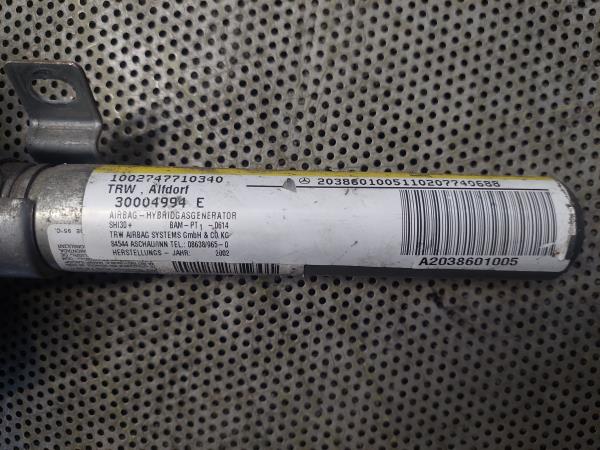 1002747710340
TRW , Alfdorf
30004994 E
AIRBAG - HYBRIDGASGENERATOR
SHI30 + BAM - PT1 -. 0614
TRW AIRBAG SYSTEMS GmbH & CO. KG
84544 ASCHAU/INN TEL.: 08638/965-0
HERSTELLUNGS - JAHR: 2002
2038601005110207749688
A2038601005